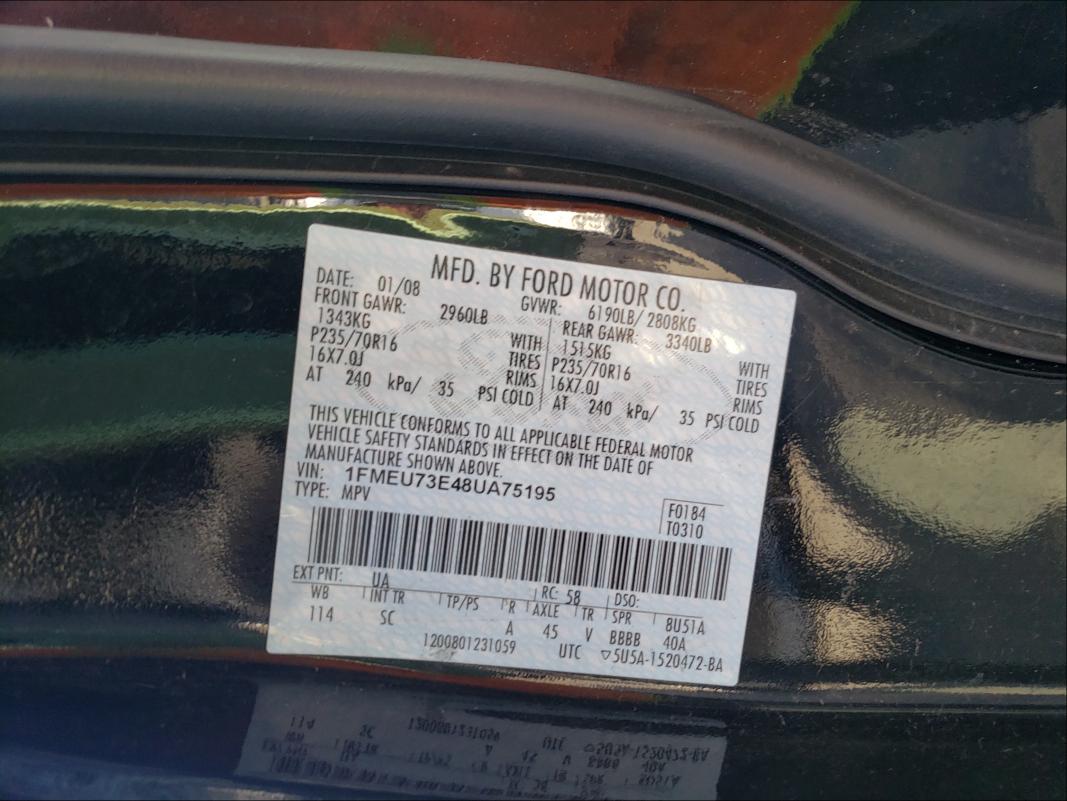 MFD. BY FORD MOTOR CO.
DATE: 01/08 GVWR: 6190LB/ 2808KG
FRONT GAWR: 2960LB REAR GAWR: 3340LB
1343KG WITH 1515KG WITH
P235/70R16 TIRES P235/70R16 TIRES
16X7.0J RIMS 16X7.0J RIMS
AT 240 kPa/ 35 PSI COLD AT 240 kPa/ 35 PSI COLD
THIS VEHICLE CONFORMS TO ALL APPLICABLE FEDERAL MOTOR
VEHICLE SAFETY STANDARDS IN EFFECT ON THE DATE OF
MANUFACTURE SHOWN ABOVE.
VIN: 1FMEU73E48UA75195
TYPE: MPV
F0184
T0310
EXT PNT: UA RC: 58 DSO:
WB INT TR TP/PS R AXLE TR SPR 8U51A
114 SC A 45 V BBBB 40A
1200801231059 UTC ▽5U5A-1520472-BA